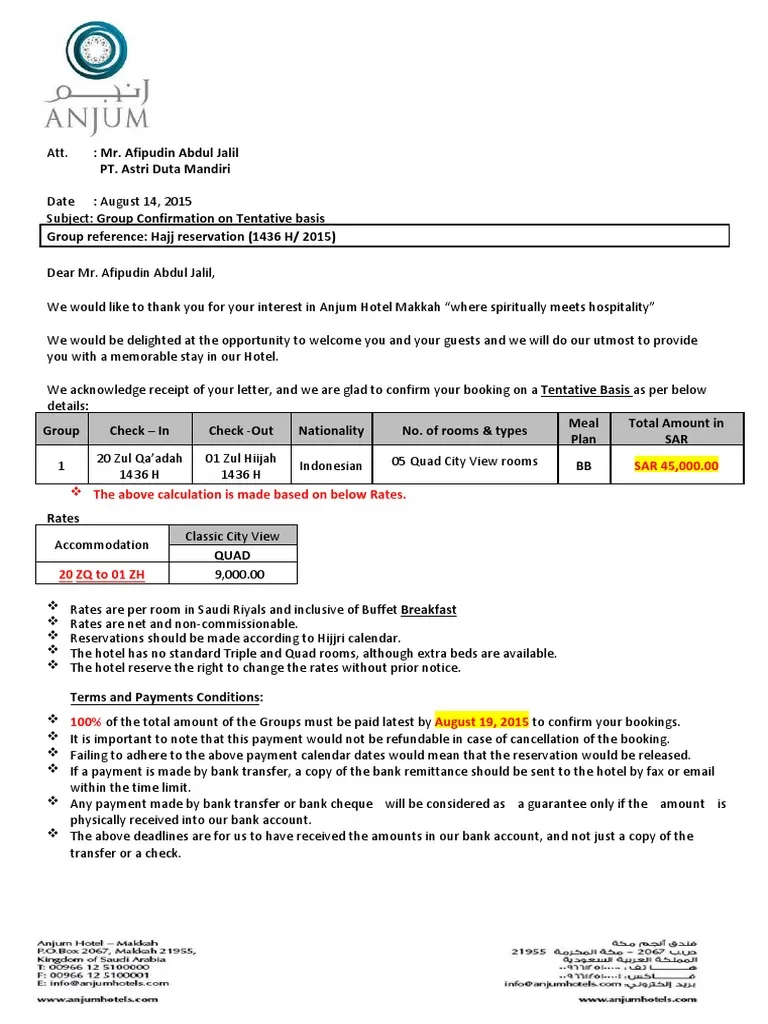 انجم
ANJUM
Att. : Mr. Afipudin Abdul Jalil
PT. Astri Duta Mandiri
Date : August 14, 2015
Subject: Group Confirmation on Tentative basis
Group reference: Hajj reservation (1436 H/ 2015)
Dear Mr. Afipudin Abdul Jalil,
We would like to thank you for your interest in Anjum Hotel Makkah “where spiritually meets hospitality”
We would be delighted at the opportunity to welcome you and your guests and we will do our utmost to provide
you with a memorable stay in our Hotel.
We acknowledge receipt of your letter, and we are glad to confirm your booking on a Tentative Basis as per below
details:
Group Check – In Check -Out Nationality No. of rooms & types Meal Plan Total Amount in SAR
1 20 Zul Qa’adah 1436 H 01 Zul Hiijah 1436 H Indonesian 05 Quad City View rooms BB SAR 45,000.00
❖ The above calculation is made based on below Rates.
Rates
Accommodation Classic City View
QUAD
20 ZQ to 01 ZH 9,000.00
❖ Rates are per room in Saudi Riyals and inclusive of Buffet Breakfast
❖ Rates are net and non-commissionable.
❖ Reservations should be made according to Hijjri calendar.
❖ The hotel has no standard Triple and Quad rooms, although extra beds are available.
❖ The hotel reserve the right to change the rates without prior notice.
Terms and Payments Conditions:
❖ 100% of the total amount of the Groups must be paid latest by August 19, 2015 to confirm your bookings.
❖ It is important to note that this payment would not be refundable in case of cancellation of the booking.
❖ Failing to adhere to the above payment calendar dates would mean that the reservation would be released.
❖ If a payment is made by bank transfer, a copy of the bank remittance should be sent to the hotel by fax or email
within the time limit.
❖ Any payment made by bank transfer or bank cheque will be considered as a guarantee only if the amount is
physically received into our bank account.
❖ The above deadlines are for us to have received the amounts in our bank account, and not just a copy of the
transfer or a check.
Anjum Hotel – Makkah
P.O.Box 2067, Makkah 21955,
Kingdom of Saudi Arabia
T: 00966 12 5100000
F: 00966 12 5100001
E: info@anjumhotels.com
www.anjumhotels.com
فندق أنجم مكة
ص.ب 2067 – مكة المكرمة 21955
المملكة العربية السعودية
هـــا تف:
فـــاكس:
بريد إلكتروني: info@anjumhotels.com
www.anjumhotels.com